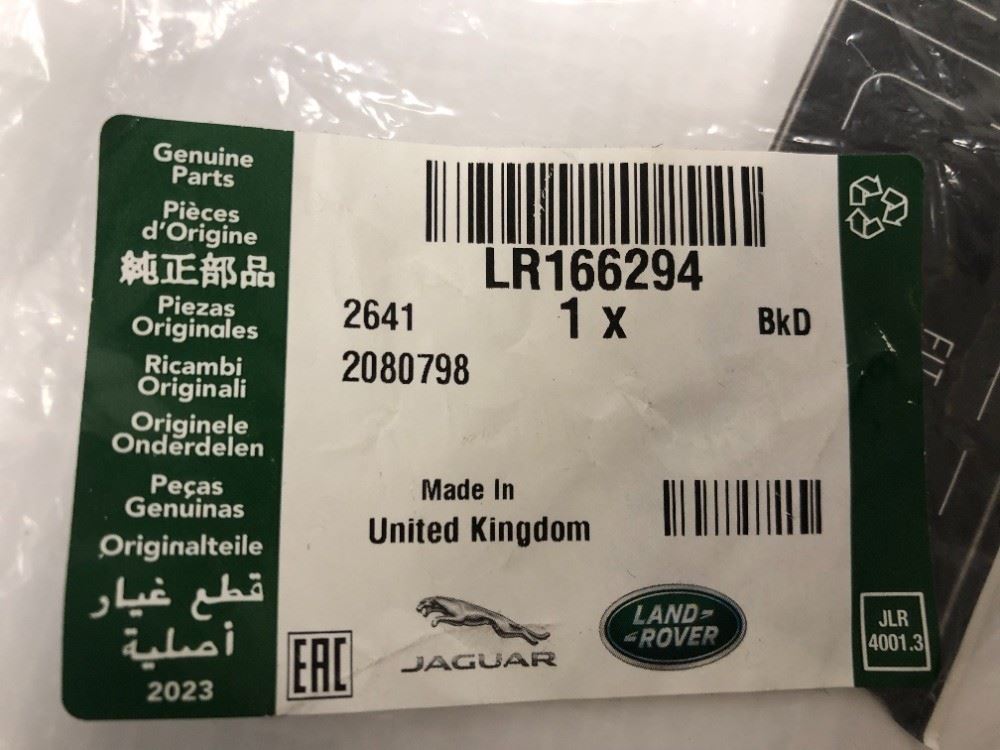 Genuine
Parts
Pièces
d'Origine
純正部品
Piezas
Originales
Ricambi
Originali
Originele
Onderdelen
Peças
Genuinas
Originalteile
قطع غيار
أصلية
2023
LR166294
2641
1 x
BkD
2080798
Made In
United Kingdom
EAC
JAGUAR
LAND
ROVER
JLR
4001.3
FIT